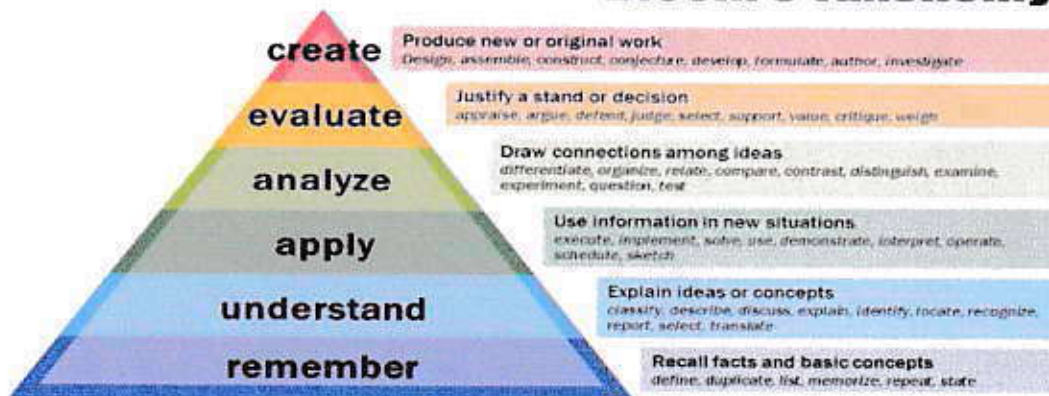 create
Produce new or original work
Design, assemble, construct, conjecture, develop, formulate, author, investigate
evaluate
Justify a stand or decision
appraise, argue, defend, judge, select, support, value, critique, weigh
analyze
Draw connections among ideas
differentiate, organize, relate, compare, contrast, distinguish, examine,
experiment, question, test
apply
Use information in new situations
execute, implement, solve, use, demonstrate, interpret, operate,
schedule, sketch
understand
Explain ideas or concepts
classify, describe, discuss, explain, identify, locate, recognize,
report, select, translate
remember
Recall facts and basic concepts
define, duplicate, list, memorize, repeat, state